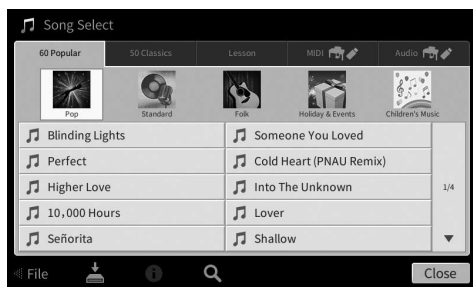 Song Select
60 Popular
50 Classics
Lesson
MIDI
Audio
Pop
Standard
Folk
Holiday & Events
Children's Music
Blinding Lights
Someone You Loved
Perfect
Cold Heart (PNAU Remix)
Higher Love
Into The Unknown
1/4
10,000 Hours
Lover
Señorita
Shallow
File
Close